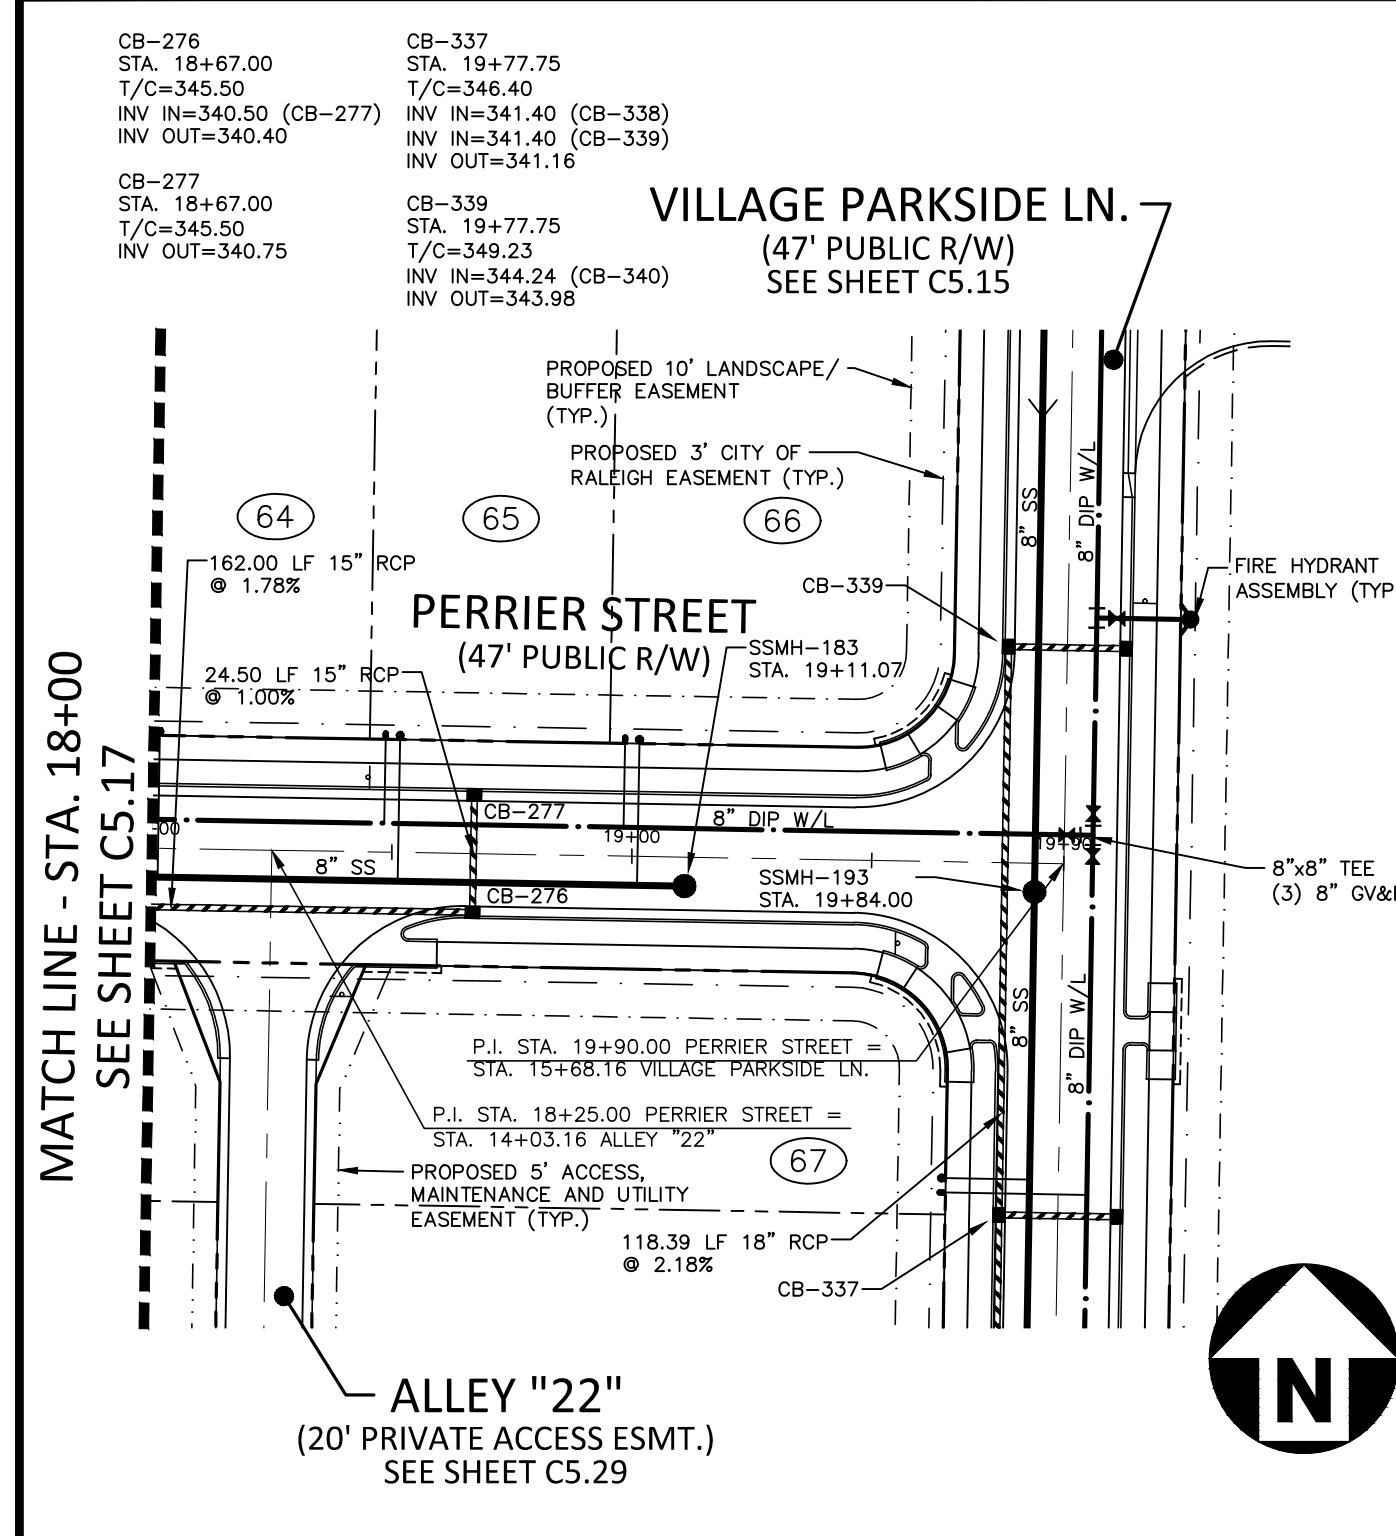 CB-276
STA. 18+67.00
T/C=345.50
INV IN=340.50 (CB-277)
INV OUT=340.40
CB-277
STA. 18+67.00
T/C=345.50
INV OUT=340.75
CB-337
STA. 19+77.75
T/C=346.40
INV IN=341.40 (CB-338)
INV IN=341.40 (CB-339)
INV OUT=341.16
CB-339
STA. 19+77.75
T/C=349.23
INV IN=344.24 (CB-340)
INV OUT=343.98
VILLAGE PARKSIDE LN.
(47' PUBLIC R/W)
SEE SHEET C5.15
PROPOSED 10' LANDSCAPE/
BUFFER EASEMENT
(TYP.)
PROPOSED 3' CITY OF
RALEIGH EASEMENT (TYP.)
64
65
66
8" SS
8" DIP W/L
162.00 LF 15" RCP
@ 1.78%
CB-339
FIRE HYDRANT
ASSEMBLY (TYP
PERRIER STREET
(47' PUBLIC R/W)
SSMH-183
STA. 19+11.07
24.50 LF 15" RCP
@ 1.00%
MATCH LINE - STA. 18+00
SEE SHEET C5.17
CB-277
8" DIP W/L
-00
19+00
19+90
8" SS
CB-276
SSMH-193
STA. 19+84.00
8"x8" TEE
(3) 8" GV&
8" SS
8" DIP W/L
P.I. STA. 19+90.00 PERRIER STREET =
STA. 15+68.16 VILLAGE PARKSIDE LN.
P.I. STA. 18+25.00 PERRIER STREET =
STA. 14+03.16 ALLEY "22"
67
PROPOSED 5' ACCESS,
MAINTENANCE AND UTILITY
EASEMENT (TYP.)
118.39 LF 18" RCP
@ 2.18%
CB-337
ALLEY "22"
(20' PRIVATE ACCESS ESMT.)
SEE SHEET C5.29
N